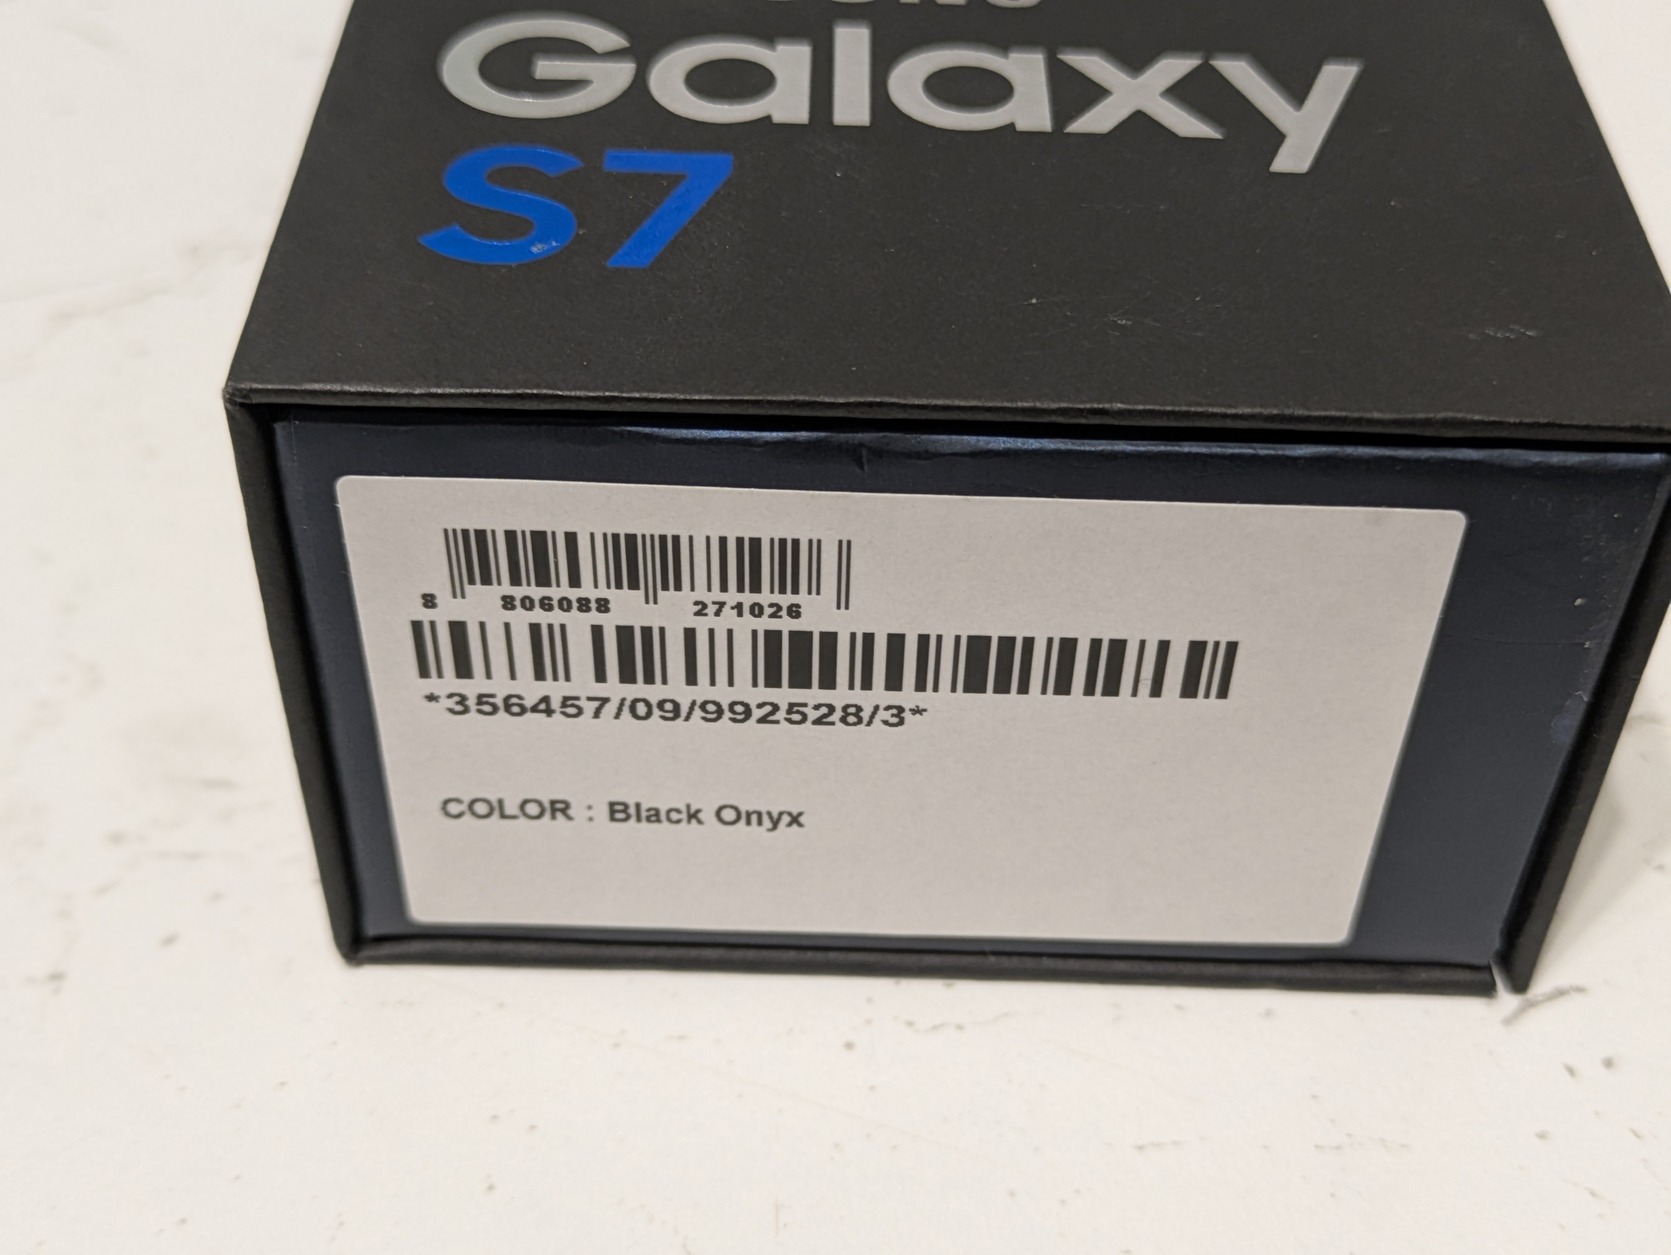 Galaxy
S7
8 806088 271026
*356457/09/992528/3*
COLOR : Black Onyx